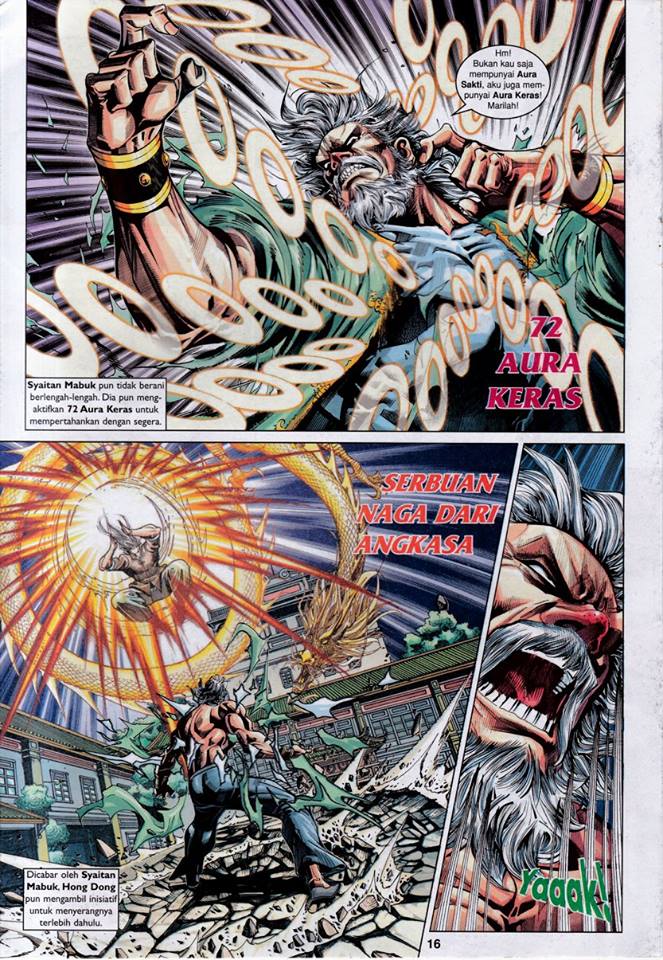 Hm!
Bukan kau saja
mempunyai Aura
Sakti, aku juga mem-
punyai Aura Keras!
Marilah!
72
AURA
KERAS
Syaitan Mabuk pun tidak berani
berlengah-lengah. Dia pun meng-
aktifkan 72 Aura Keras untuk
mempertahankan dengan segera.
SERBUAN
NAGA DARI
ANGKASA
Yaaak!
Dicabar oleh Syaitan
Mabuk, Hong Dong
pun mengambil inisiatif
untuk menyerangnya
terlebih dahulu.
16